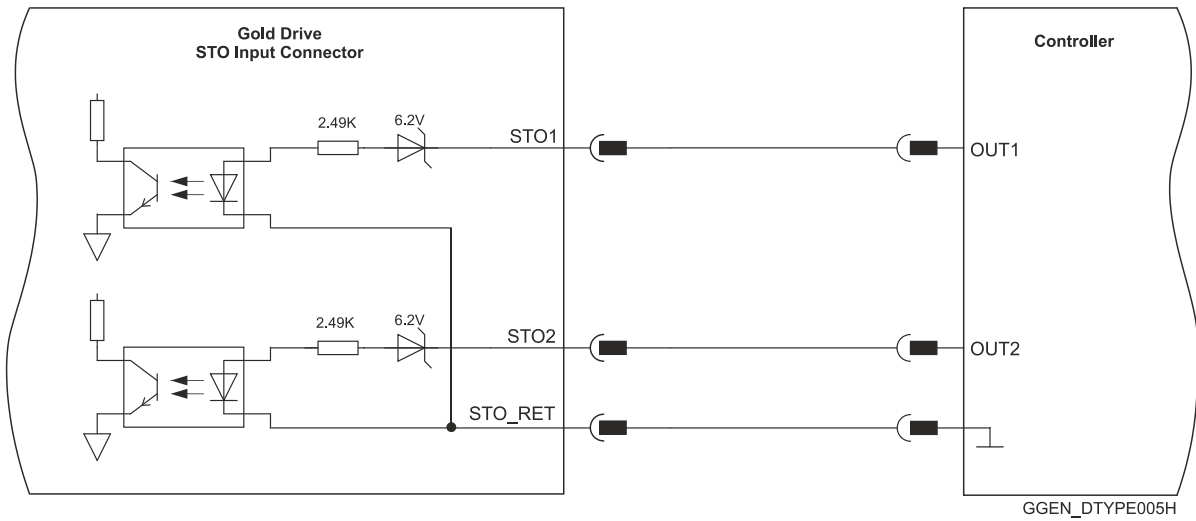 Gold Drive
STO Input Connector
Controller
2.49K
6.2V
STO1
OUT1
2.49K
6.2V
STO2
OUT2
STO_RET
GGEN_DTYPE005H